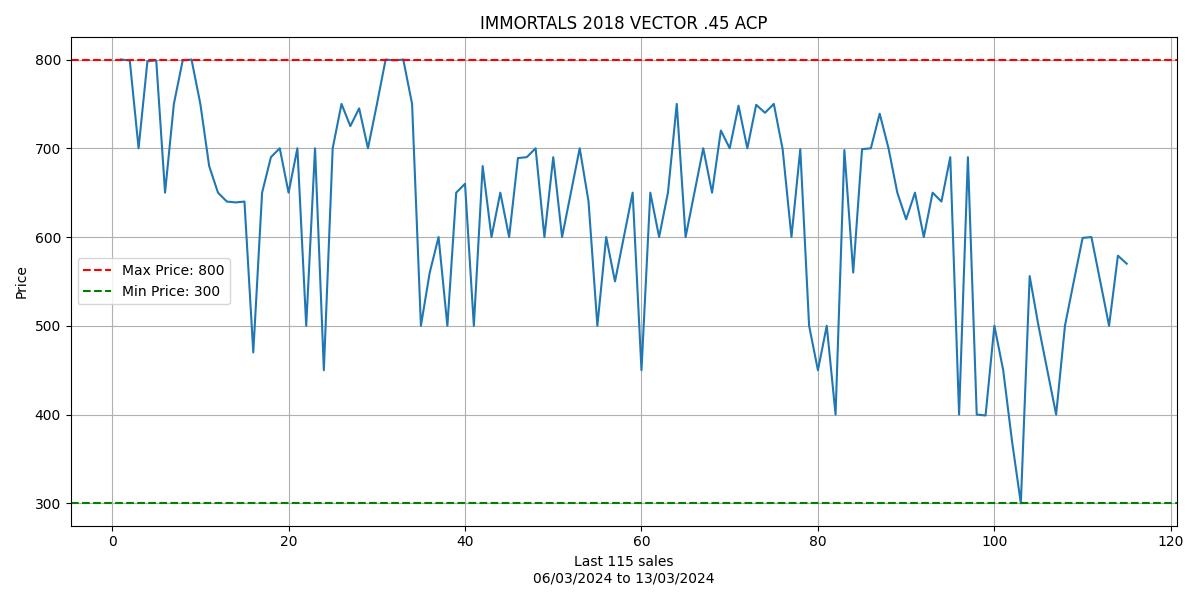 IMMORTALS 2018 VECTOR .45 ACP
800
700
600
500
400
300
Price
Max Price: 800
Min Price: 300
0 20 40 60 80 100 120
Last 115 sales
06/03/2024 to 13/03/2024